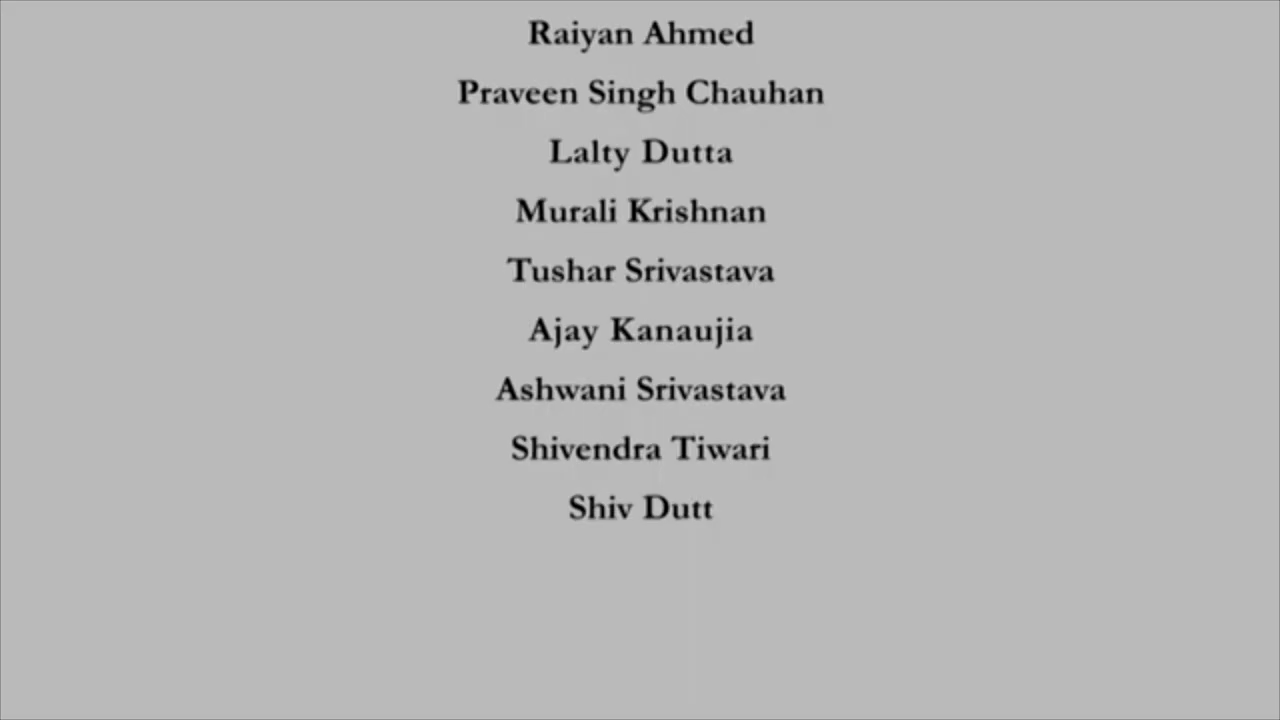 Raiyan Ahmed
Praveen Singh Chauhan
Lalty Dutta
Murali Krishnan
Tushar Srivastava
Ajay Kanaujia
Ashwani Srivastava
Shivendra Tiwari
Shiv Dutt